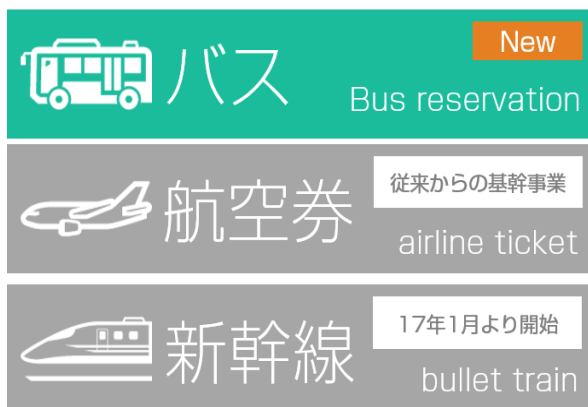 New
バス
Bus reservation
従来からの基幹事業
航空券
airline ticket
17年1月より開始
新幹線
bullet train